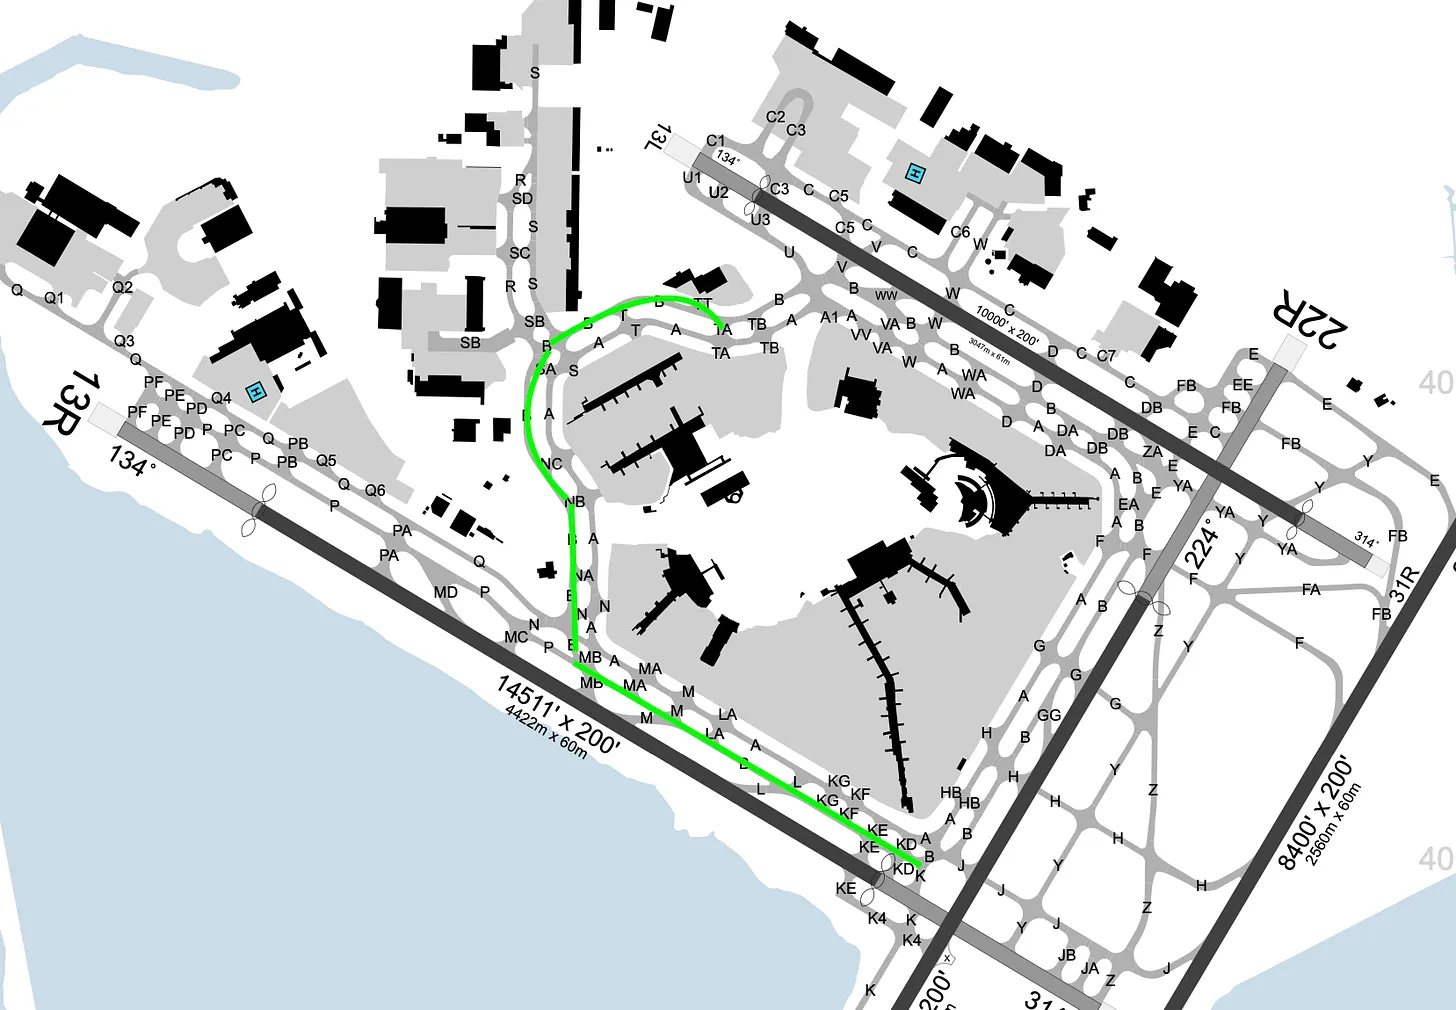 S
C2
C3
13L
C1
134°
R
SD
U1
U2
C3
C
C5
H
U3
S
C5
C
C6
W
V
SC
U
C
V
Q
Q1
Q2
R
S
B
WW
W
B
TT
B
C
22R
SB
B
T
TA
TB
A
A1
A
VA
B
W
10000' x 200'
3047m x 61m
Q3
SB
B
A
T
A
TA
TB
VV
VA
B
D
C
C7
E
Q
S
W
A
WA
40
13R
PF
PE
PD
Q4
H
WA
D
C
FB
EE
PF
PE
PD
P
PC
Q
PB
A
B
D
A
DA
DB
DB
FB
E
134°
PC
P
PB
Q5
NC
DA
DB
ZA
E
C
FB
Y
Q
Q6
P
NB
A
B
E
E
YA
Y
E
PA
A
EA
B
YA
Y
314°
FB
PA
Q
A
F
F
224°
Y
YA
31R
MD
P
NA
N
N
A
A
B
F
FA
FB
MC
N
P
MB
A
MA
G
Z
Y
F
14511' x 200'
4422m x 60m
MB
MA
M
M
M
LA
LA
A
G
A
GG
G
H
B
L
L
KG
KF
KG
KF
HB
HB
H
H
Y
Z
8400' x 200'
2560m x 60m
KE
KE
KD
A
B
A
B
H
40
KD
K
J
Y
H
KE
K4
K
J
Y
J
Z
K4
x
JB
JA
Z
J
K
200'
31